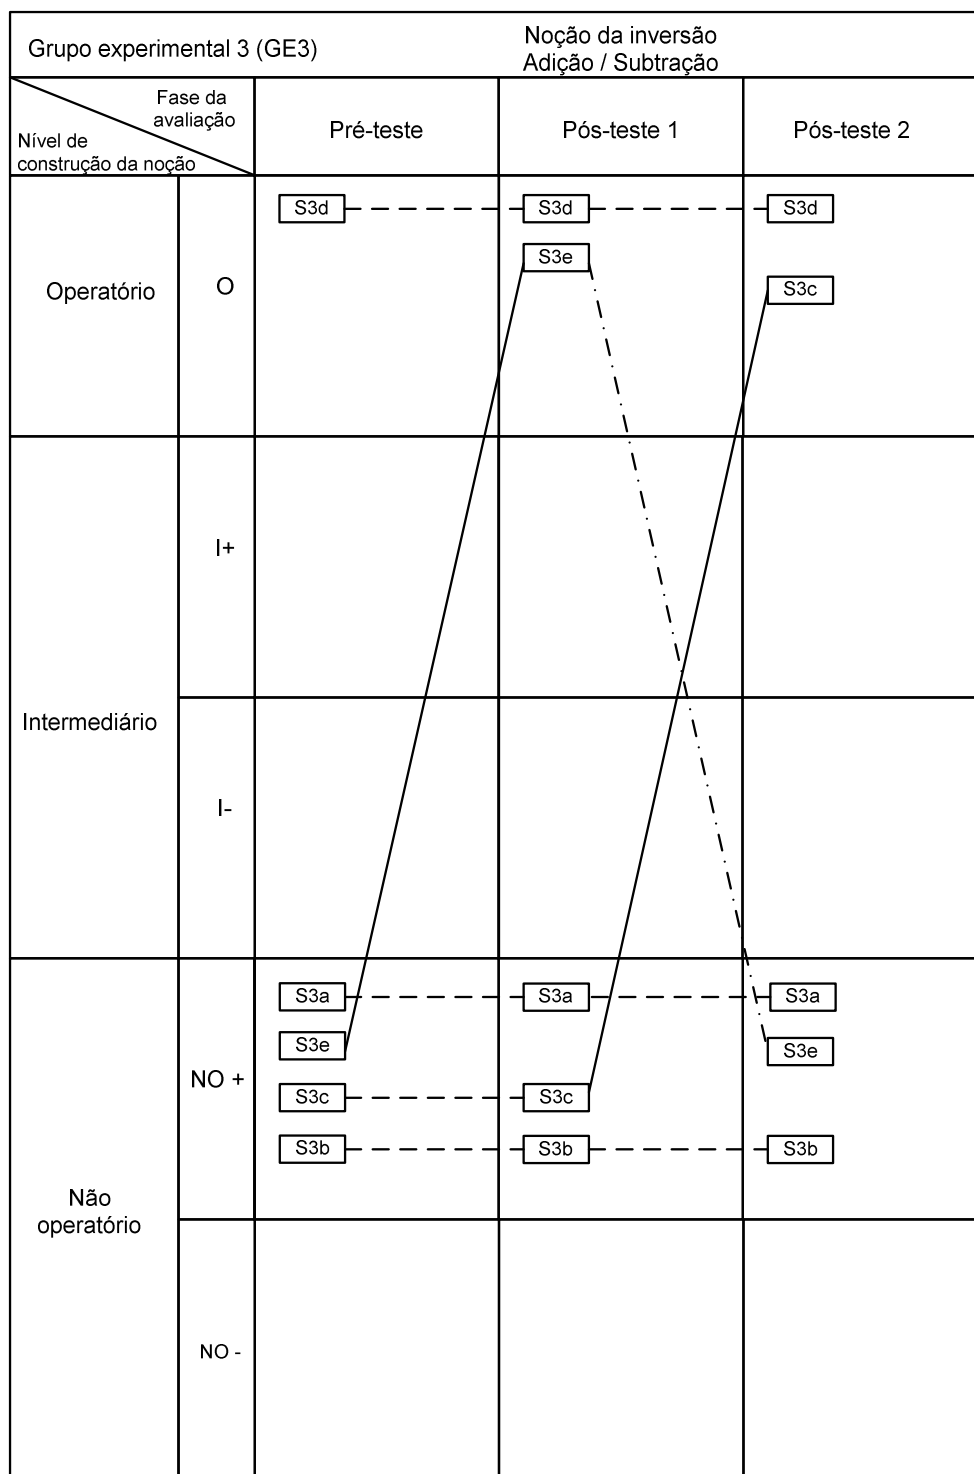 Grupo experimental 3 (GE3)
Noção da inversão
Adição / Subtração
Fase da
avaliação
Nível de
construção da noção
Pré-teste
Pós-teste 1
Pós-teste 2
Operatório
O
S3d
S3d
S3d
S3e
S3c
Intermediário
I+
I-
Não
operatório
NO +
S3a
S3a
S3a
S3e
S3e
S3c
S3c
S3b
S3b
S3b
NO -